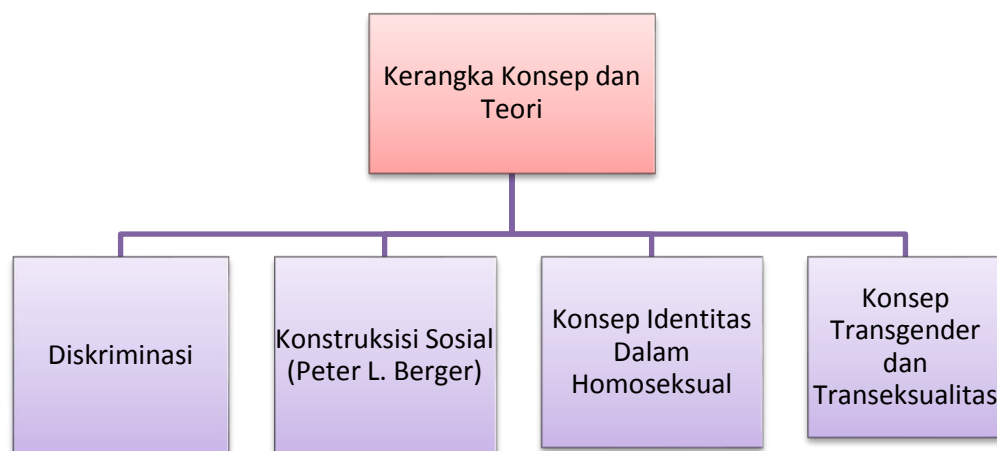 Kerangka Konsep dan
Teori
Diskriminasi
Konstruksisi Sosial
(Peter L. Berger)
Konsep Identitas
Dalam
Homoseksual
Konsep
Transgender
dan
Transeksualitas